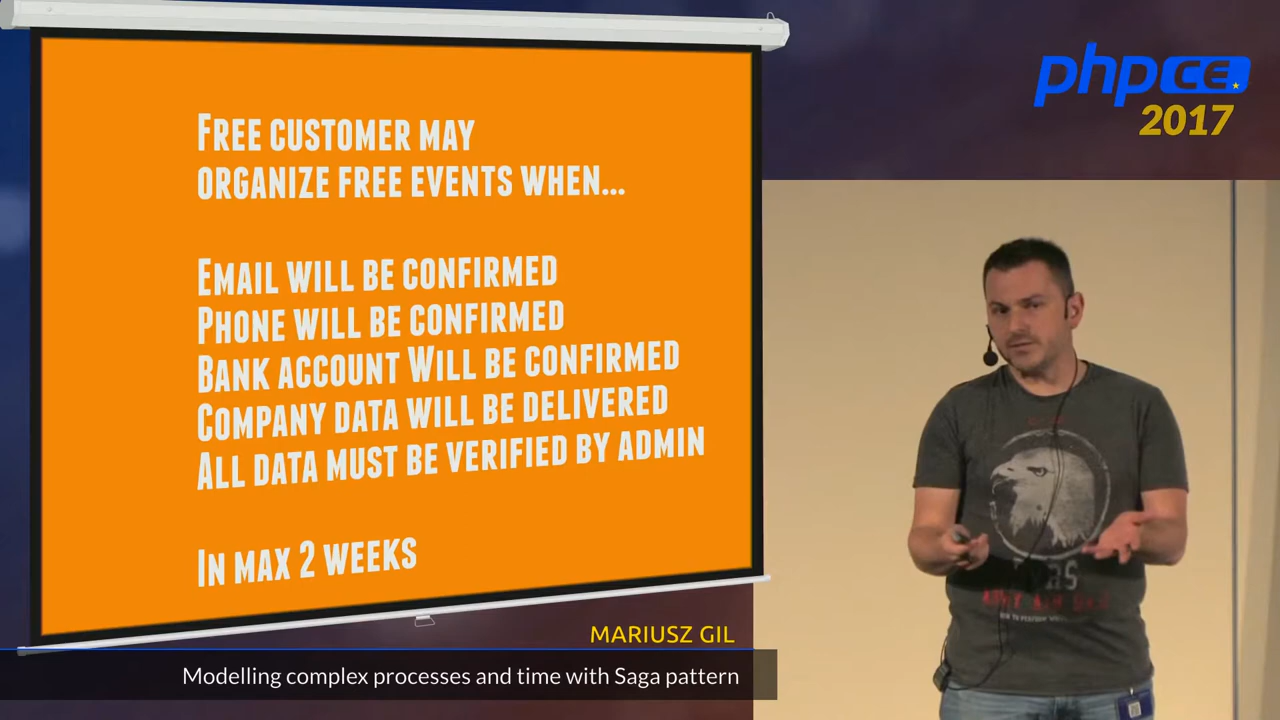 FREE CUSTOMER MAY
ORGANIZE FREE EVENTS WHEN...
EMAIL WILL BE CONFIRMED
PHONE WILL BE CONFIRMED
BANK ACCOUNT WILL BE CONFIRMED
COMPANY DATA WILL BE DELIVERED
ALL DATA MUST BE VERIFIED BY ADMIN
IN MAX 2 WEEKS
phpCE
2017
MARIUSZ GIL
Modelling complex processes and time with Saga pattern